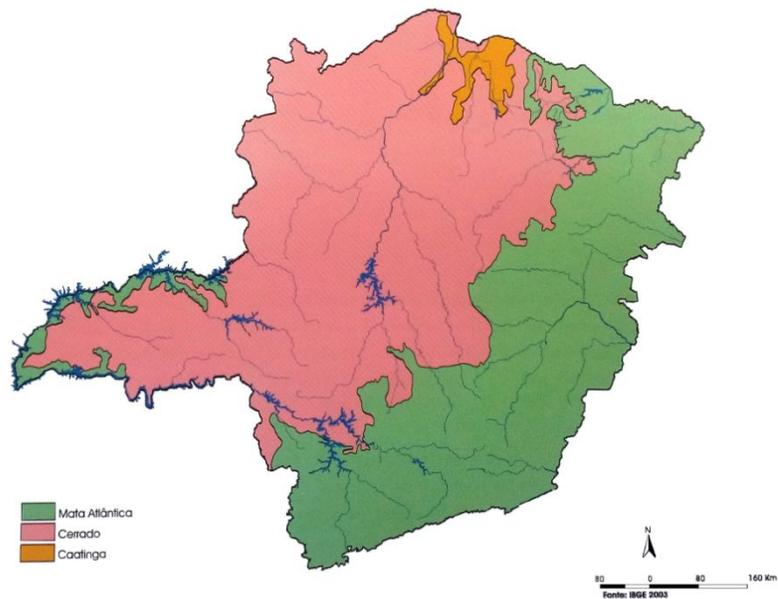 Mata Atlântica
Cerrado
Caatinga
N
80 0 80 160 Km
Fonte: IBGE 2003